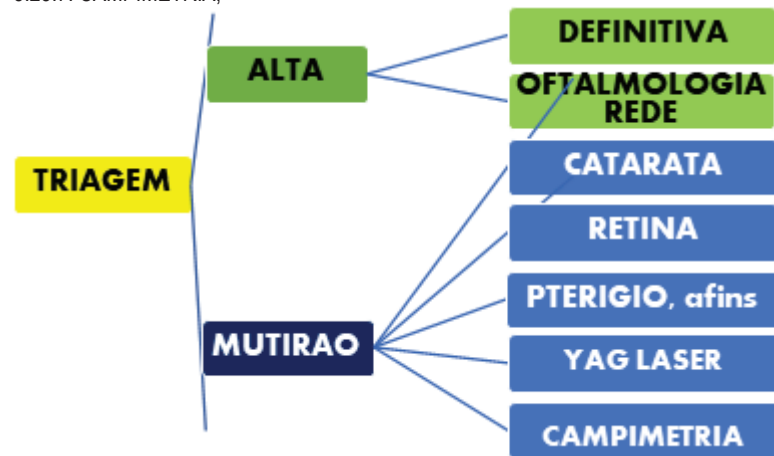 DEFINITIVA
ALTA
OFTALMOLOGIA
REDE
TRIAGEM
CATARATA
RETINA
PTERIGIO, afins
MUTIRAO
YAG LASER
CAMPIMETRIA